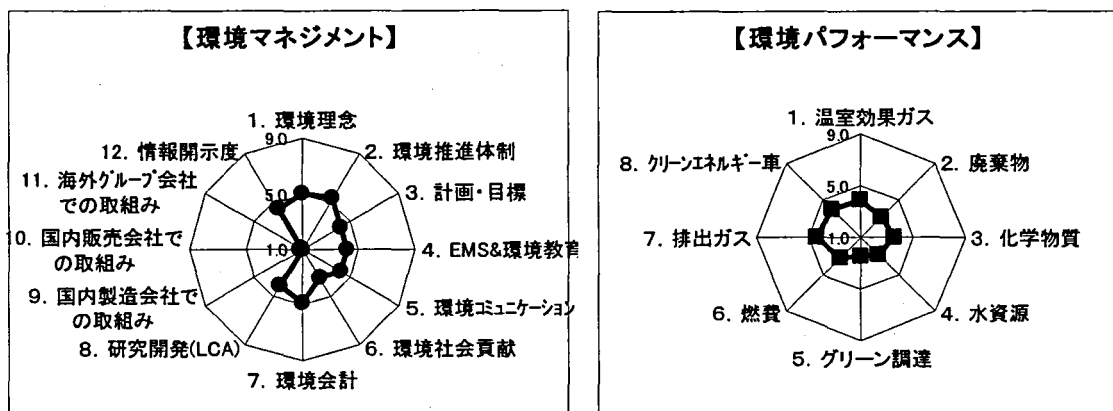 【環境マネジメント】
1. 環境理念
9.0
12. 情報開示度
2. 環境推進体制
11. 海外グループ会社
での取組み
5.0
3. 計画・目標
10. 国内販売会社で
の取組み
1.0
4. EMS&環境教育
9. 国内製造会社で
の取組み
5. 環境コミュニケーション
8. 研究開発(LCA)
6. 環境社会貢献
7. 環境会計
【環境パフォーマンス】
1. 温室効果ガス
9.0
8. クリーンエネルギー車
2. 廃棄物
5.0
7. 排出ガス
1.0
3. 化学物質
6. 燃費
4. 水資源
5. グリーン調達